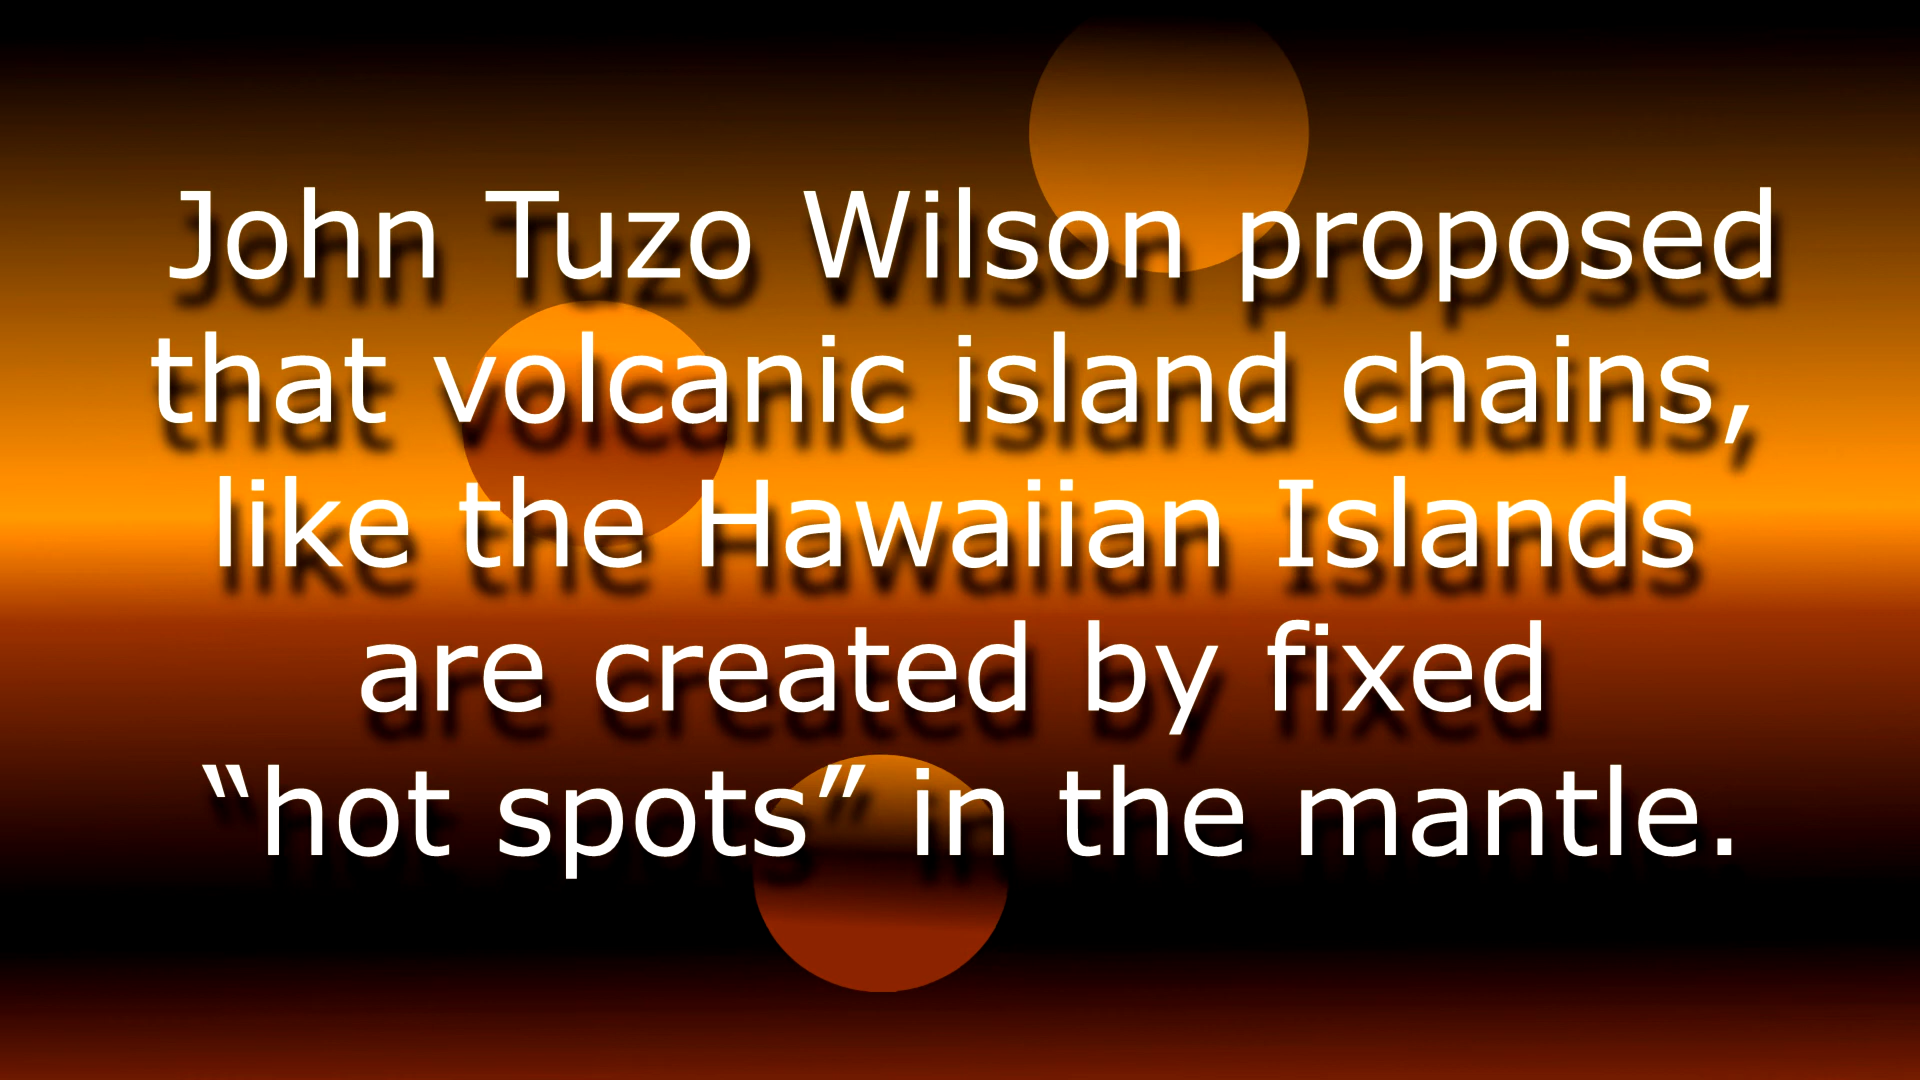 John Tuzo Wilson proposed
that volcanic island chains,
like the Hawaiian Islands
are created by fixed
“hot spots” in the mantle.